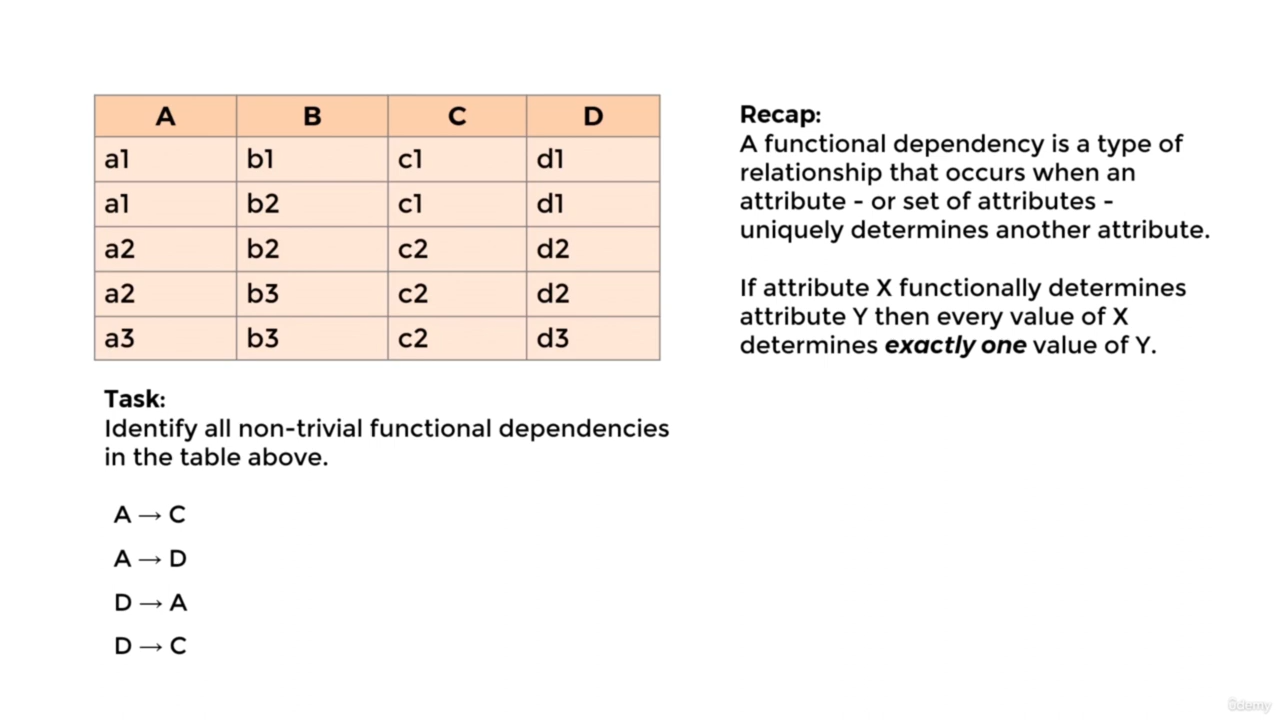 A B C D
a1 b1 c1 d1
a1 b2 c1 d1
a2 b2 c2 d2
a2 b3 c2 d2
a3 b3 c2 d3
Task:
Identify all non-trivial functional dependencies
in the table above.
A → C
A → D
D → A
D → C
Recap:
A functional dependency is a type of
relationship that occurs when an
attribute - or set of attributes -
uniquely determines another attribute.
If attribute X functionally determines
attribute Y then every value of X
determines exactly one value of Y.
ûdemy